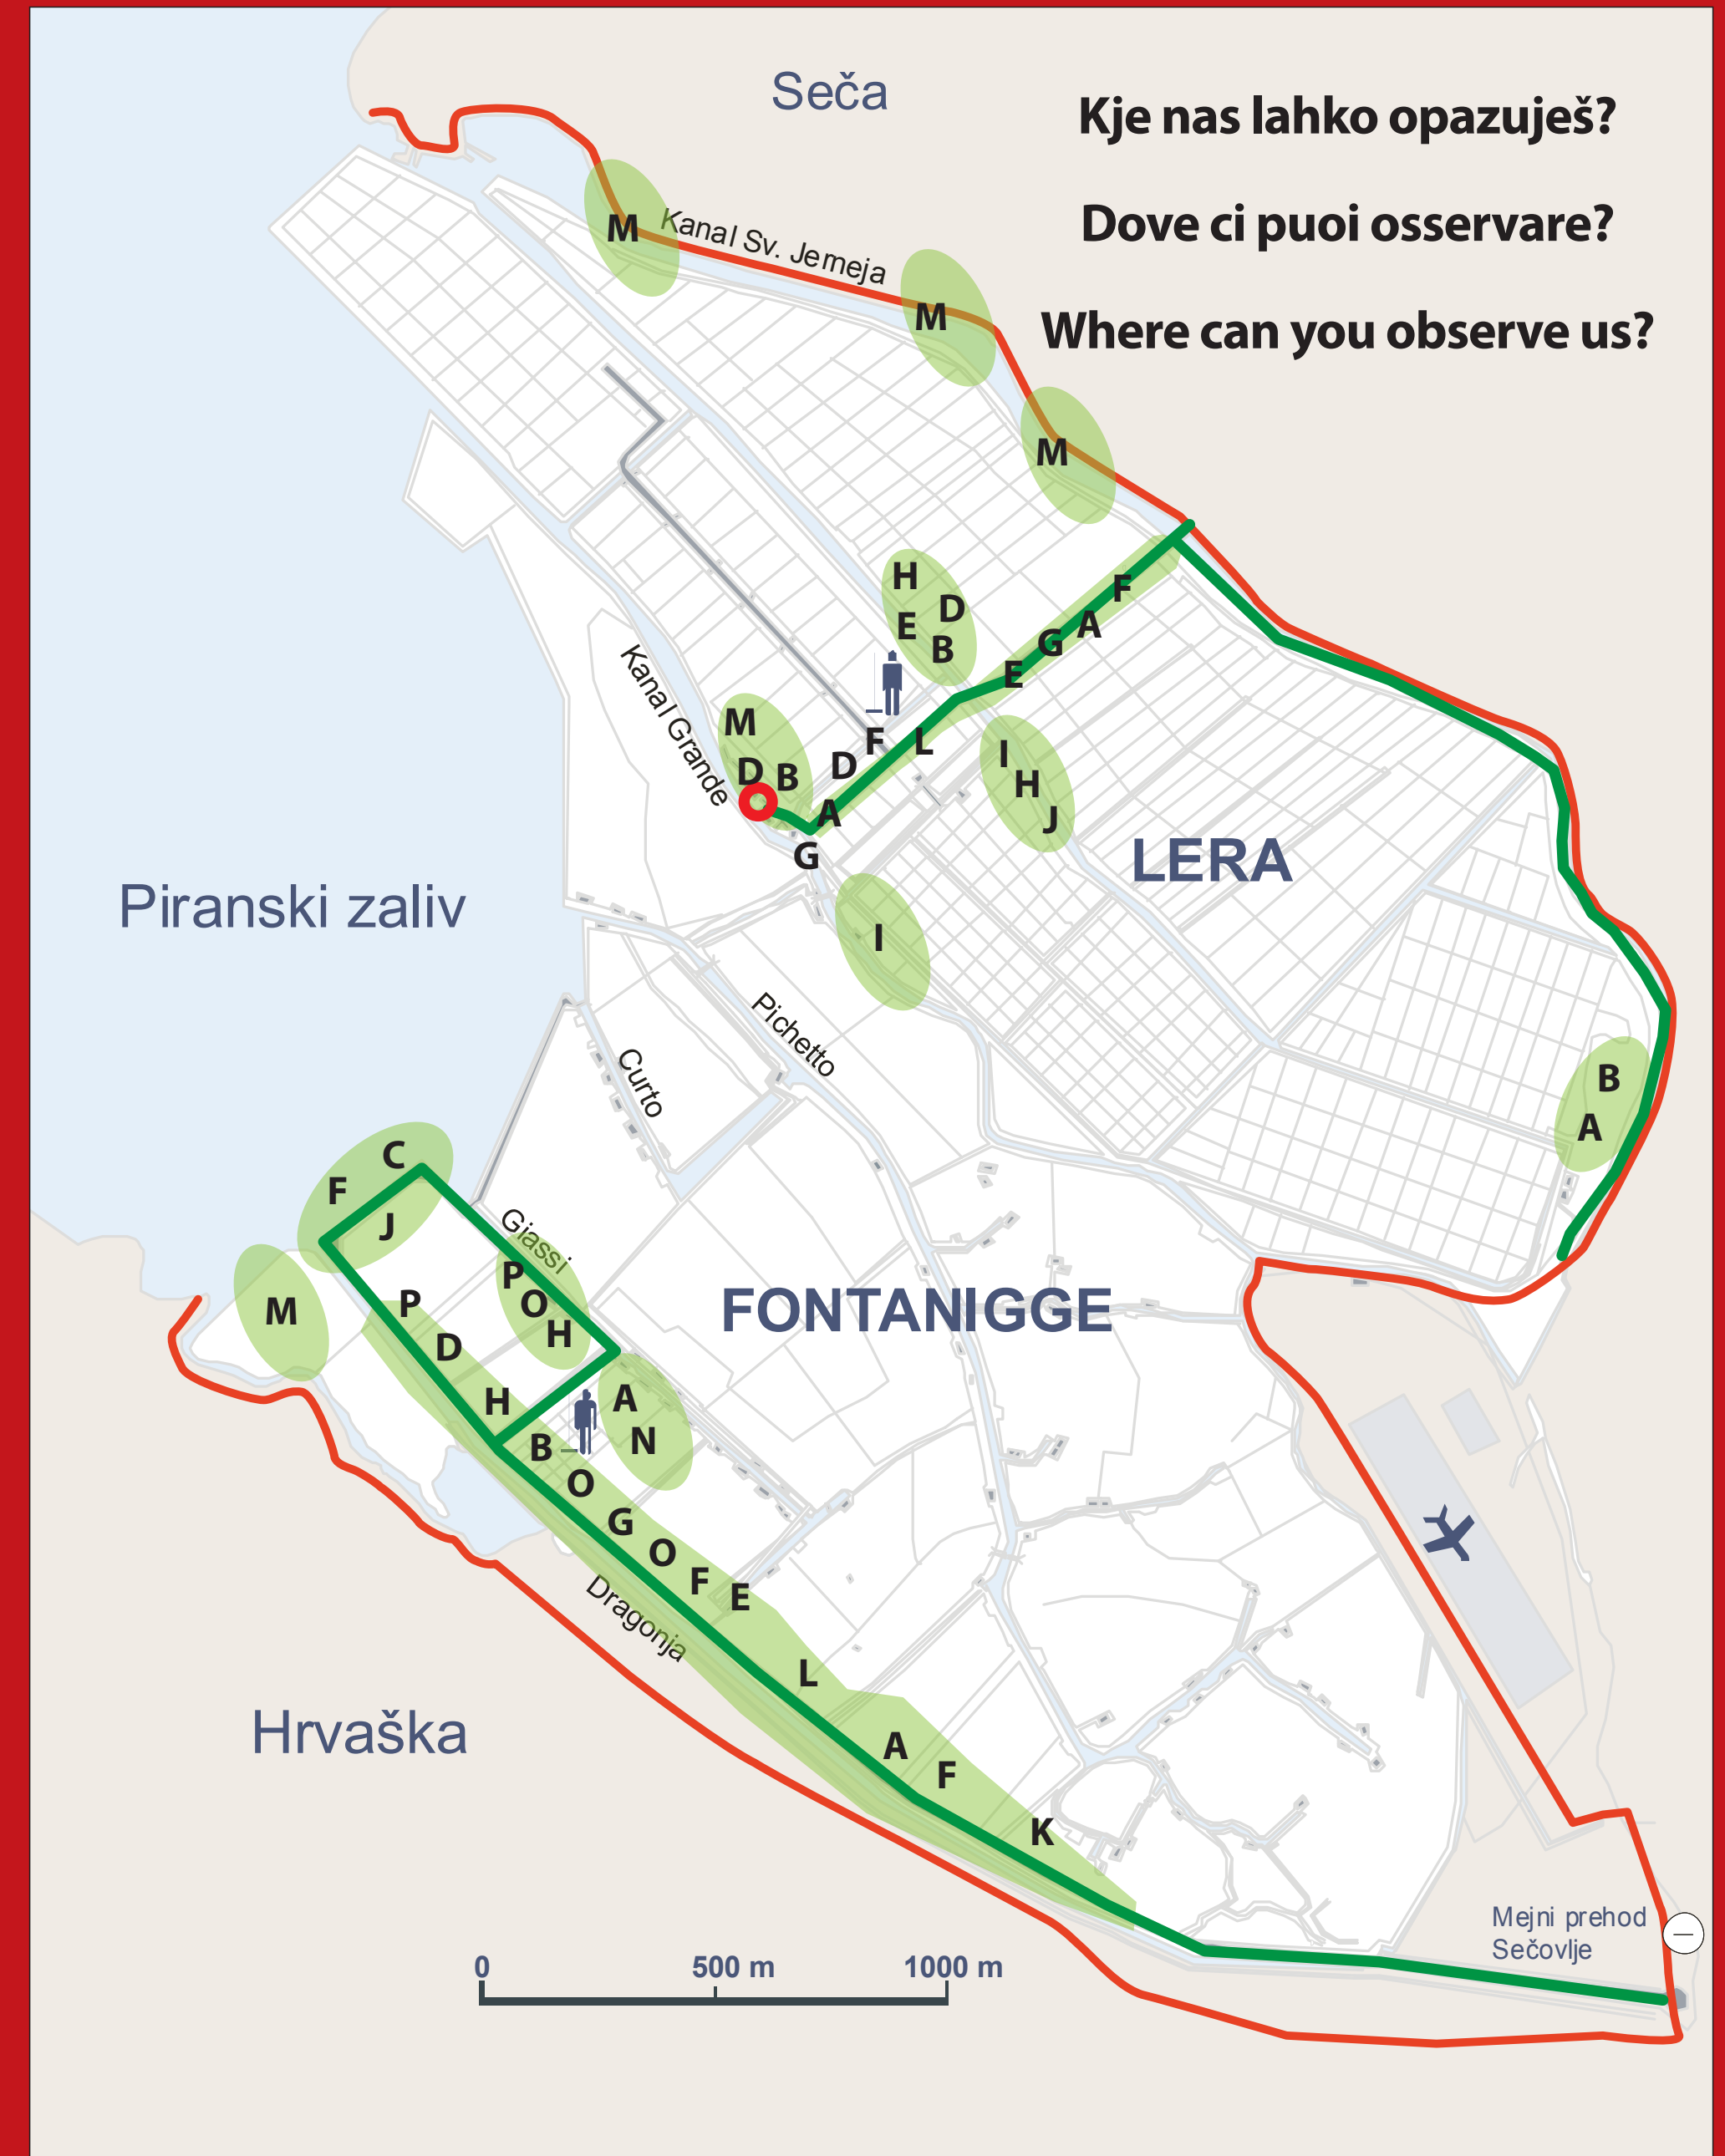 Seča
Kje nas lahko opazuješ?
Dove ci puoi osservare?
Where can you observe us?
M
Kanal Sv. Jerneja
M
M
H
D
E
B
F
A
G
E
Kanal Grande
M
D
B
F
L
D
A
G
I
H
J
LERA
Piranski zaliv
I
Pichetto
Curto
B
A
C
F
J
Giassi
P
O
H
M
P
D
H
FONTANIGGE
A
N
B
O
G
O
F
E
Dragonja
L
A
F
K
Hrvaška
Mejni prehod
Sečovlje
0
500 m
1000 m